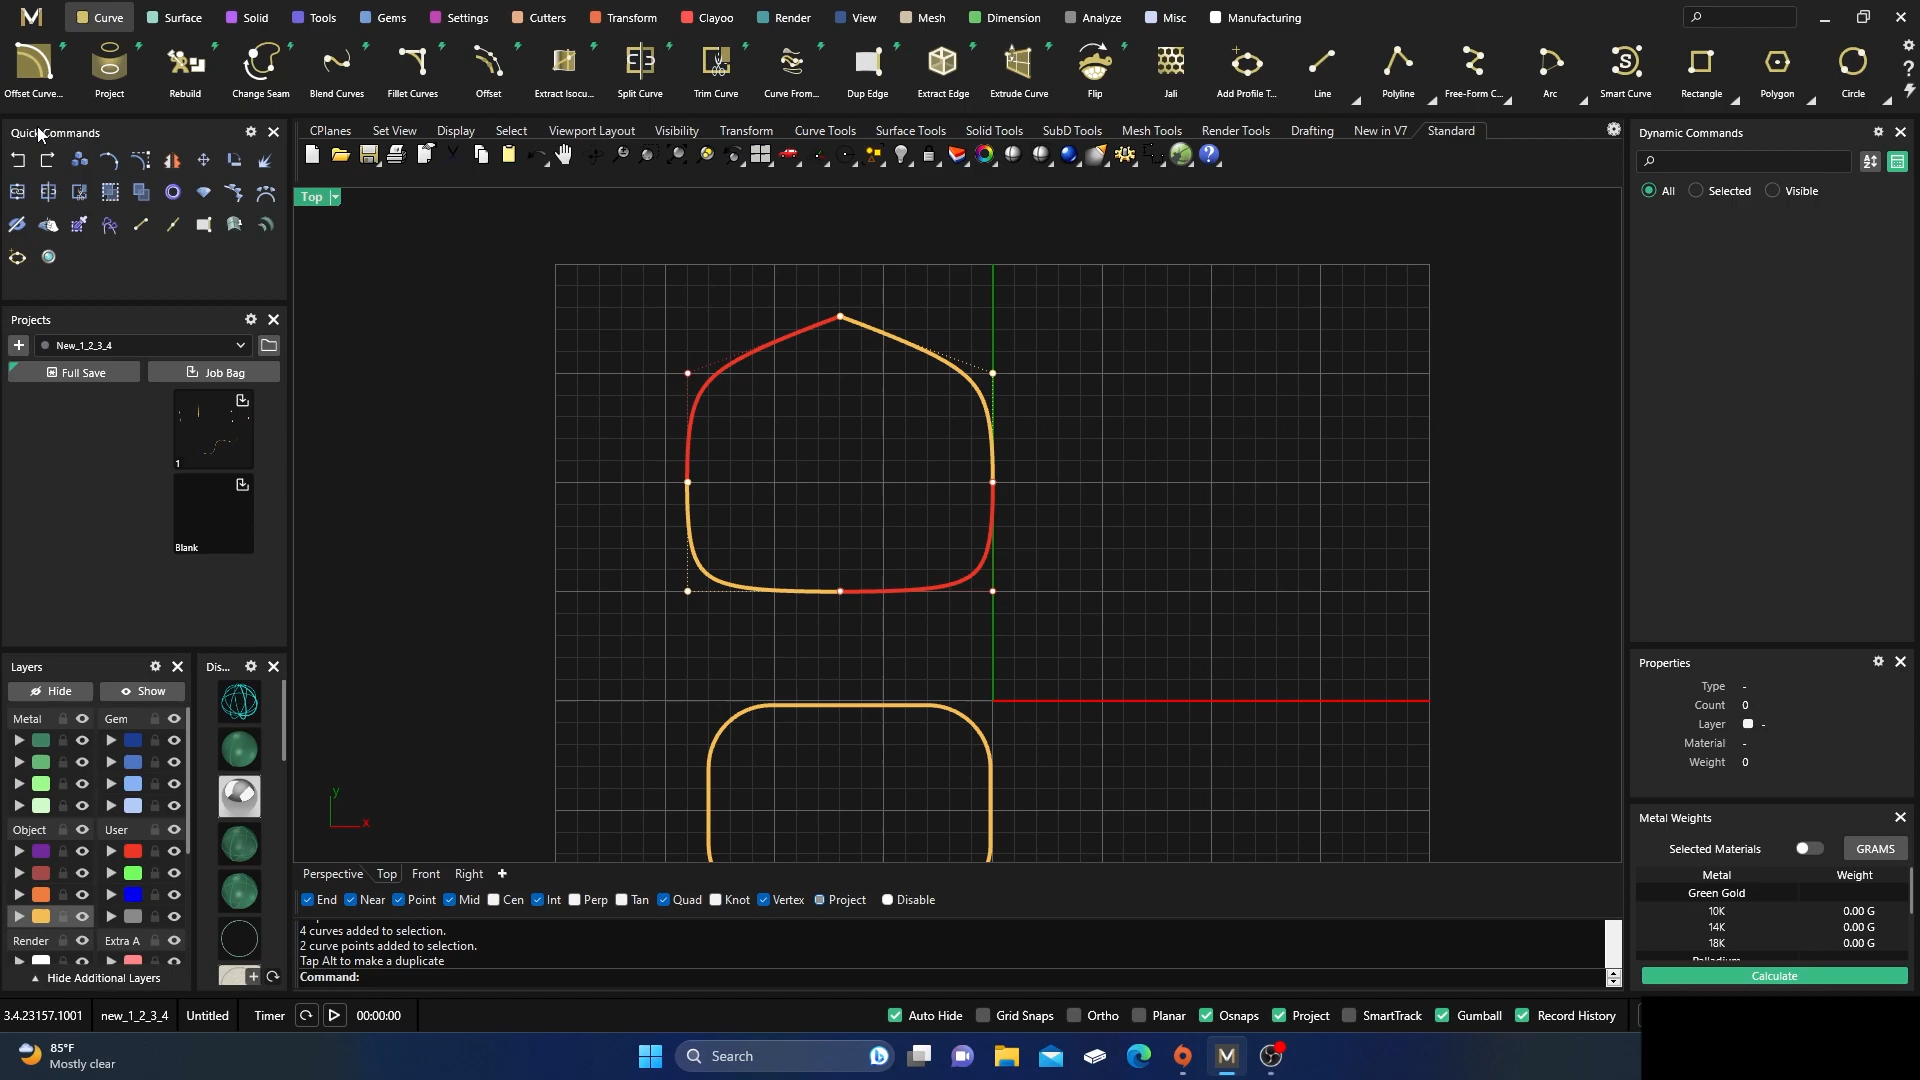 Curve Surface Solid Tools Gems Settings Cutters Transform Clayoo Render View Mesh Dimension Analyze Misc Manufacturing
Offset Curve... Project Rebuild Change Seam Blend Curves Fillet Curves Offset Extract Isocu... Split Curve Trim Curve Curve From... Dup Edge Extract Edge Extrude Curve Flip Jali Add Profile T... Line Polyline Free-Form C... Arc Smart Curve Rectangle Polygon Circle
Quick Commands
CPlanes Set View Display Select Viewport Layout Visibility Transform Curve Tools Surface Tools Solid Tools SubD Tools Mesh Tools Render Tools Drafting New in V7 Standard
Dynamic Commands
All Selected Visible
Top
Projects
New_1_2_3_4
Full Save Job Bag
1
Blank
y
x
Layers
Hide Show
Metal Gem
Object User
Render Extra A
Hide Additional Layers
Dis...
Properties
Type -
Count 0
Layer -
Material -
Weight 0
Metal Weights
Selected Materials GRAMS
Metal Weight
Green Gold
10K 0.00 G
14K 0.00 G
18K 0.00 G
Calculate
Perspective Top Front Right
End Near Point Mid Cen Int Perp Tan Quad Knot Vertex Project Disable
4 curves added to selection.
2 curve points added to selection.
Tap Alt to make a duplicate
Command:
3.4.23157.1001 new_1_2_3_4 Untitled Timer 00:00:00 Auto Hide Grid Snaps Ortho Planar Osnaps Project SmartTrack Gumball Record History
85°F
Mostly clear
Search